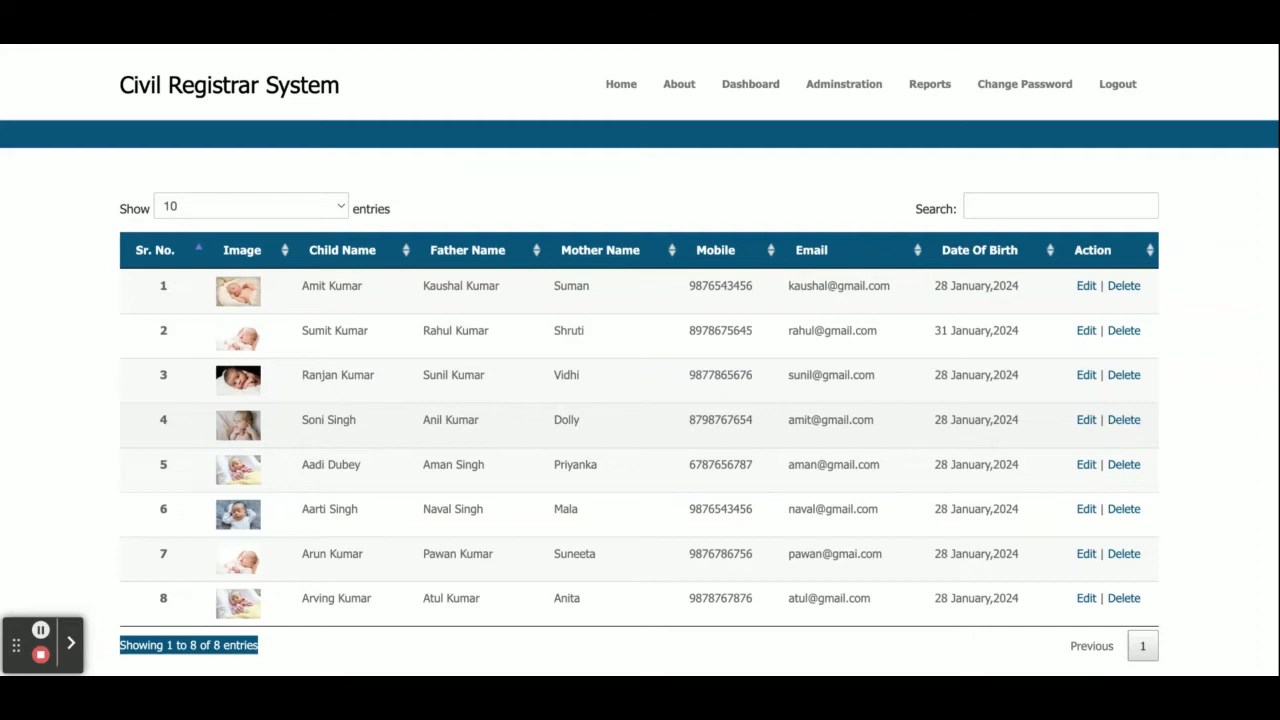 Civil Registrar System Home About Dashboard Adminstration Reports Change Password Logout
Show 10 entries Search:
Sr. No. Image Child Name Father Name Mother Name Mobile Email Date Of Birth Action
1 Amit Kumar Kaushal Kumar Suman 9876543456 kaushal@gmail.com 28 January,2024 Edit | Delete
2 Sumit Kumar Rahul Kumar Shruti 8978675645 rahul@gmail.com 31 January,2024 Edit | Delete
3 Ranjan Kumar Sunil Kumar Vidhi 9877865676 sunil@gmail.com 28 January,2024 Edit | Delete
4 Soni Singh Anil Kumar Dolly 8798767654 amit@gmail.com 28 January,2024 Edit | Delete
5 Aadi Dubey Aman Singh Priyanka 6787656787 aman@gmail.com 28 January,2024 Edit | Delete
6 Aarti Singh Naval Singh Mala 9876543456 naval@gmail.com 28 January,2024 Edit | Delete
7 Arun Kumar Pawan Kumar Suneeta 9876786756 pawan@gmai.com 28 January,2024 Edit | Delete
8 Arving Kumar Atul Kumar Anita 9878767876 atul@gmail.com 28 January,2024 Edit | Delete
Showing 1 to 8 of 8 entries Previous 1